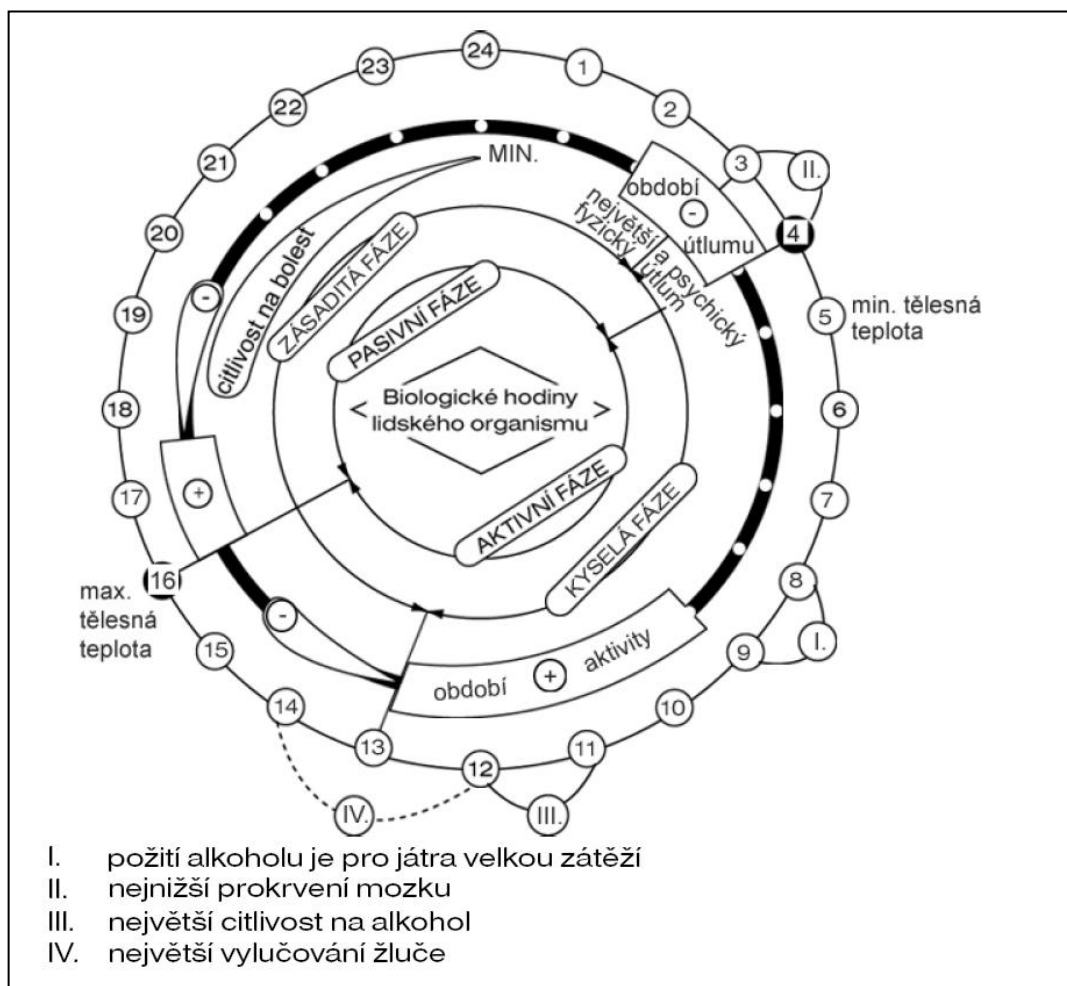 24
1
2
3
4
5
6
7
8
9
10
11
12
13
14
15
16
17
18
19
20
21
22
23
II.
I.
III.
IV.
min. tělesná
teplota
max.
tělesná
teplota
MIN.
období
-
útlumu
největší a psychický
fyzický útlum
citlivost na bolest
ZÁSADITÁ FÁZE
PASIVNÍ FÁZE
Biologické hodiny
lidského organismu
AKTIVNÍ FÁZE
KYSELÁ FÁZE
období + aktivity
-
+
-
I. požití alkoholu je pro játra velkou zátěží
II. nejnižší prokrvení mozku
III. největší citlivost na alkohol
IV. největší vylučování žluče